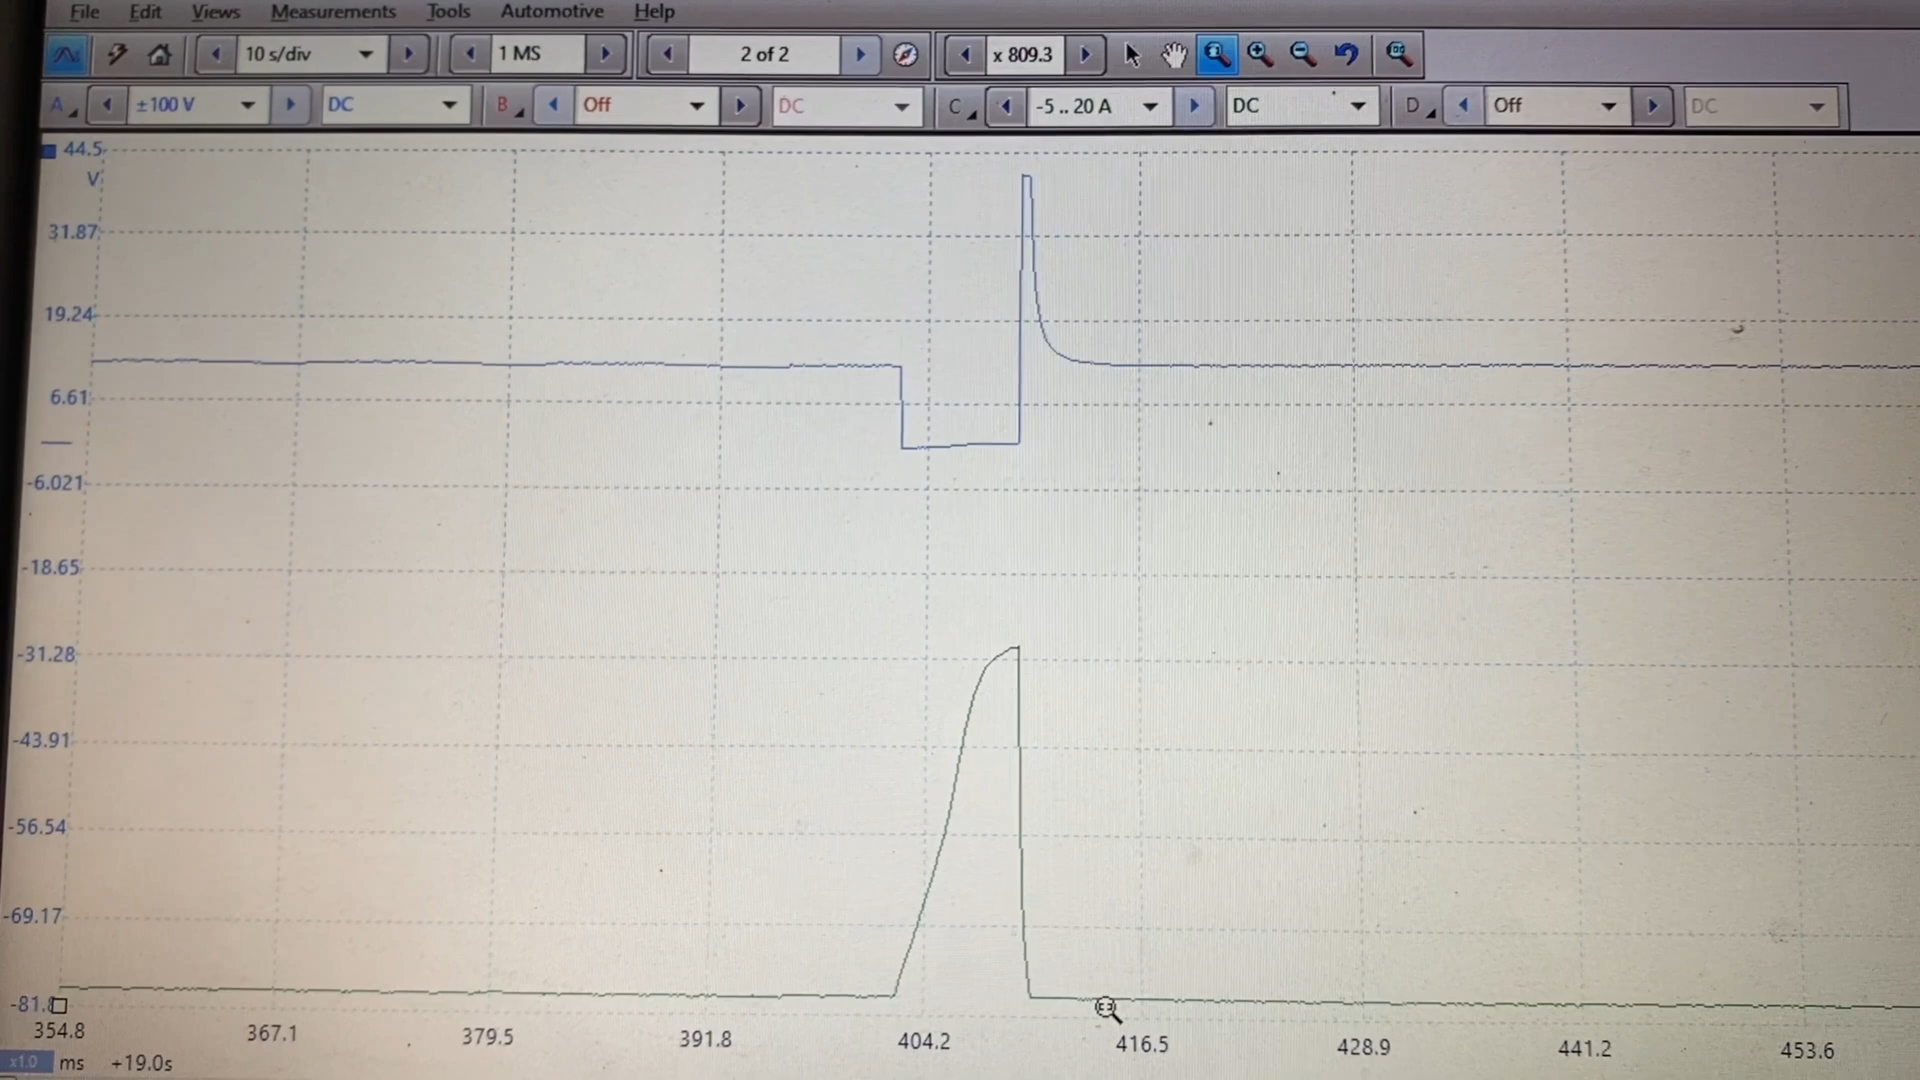 File Edit Views Measurements Tools Automotive Help
10 s/div 1 MS 2 of 2 x 809.3
A ±100 V DC B Off DC C -5 .. 20 A DC D Off DC
44.5
V
31.87
19.24
6.61
-6.021
-18.65
-31.28
-43.91
-56.54
-69.17
-81.8
354.8 367.1 379.5 391.8 404.2 416.5 428.9 441.2 453.6
x1.0 ms +19.0s